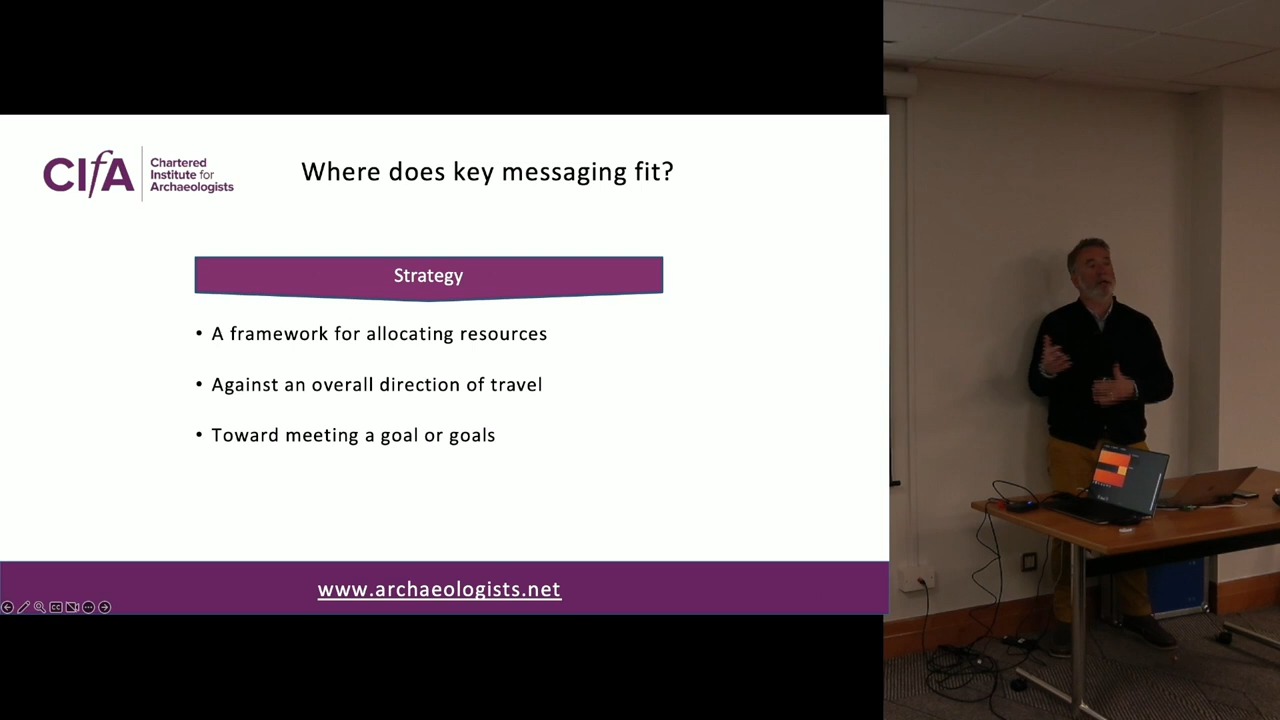 CIfA
Chartered
Institute for
Archaeologists
Where does key messaging fit?
Strategy
• A framework for allocating resources
• Against an overall direction of travel
• Toward meeting a goal or goals
www.archaeologists.net
CC